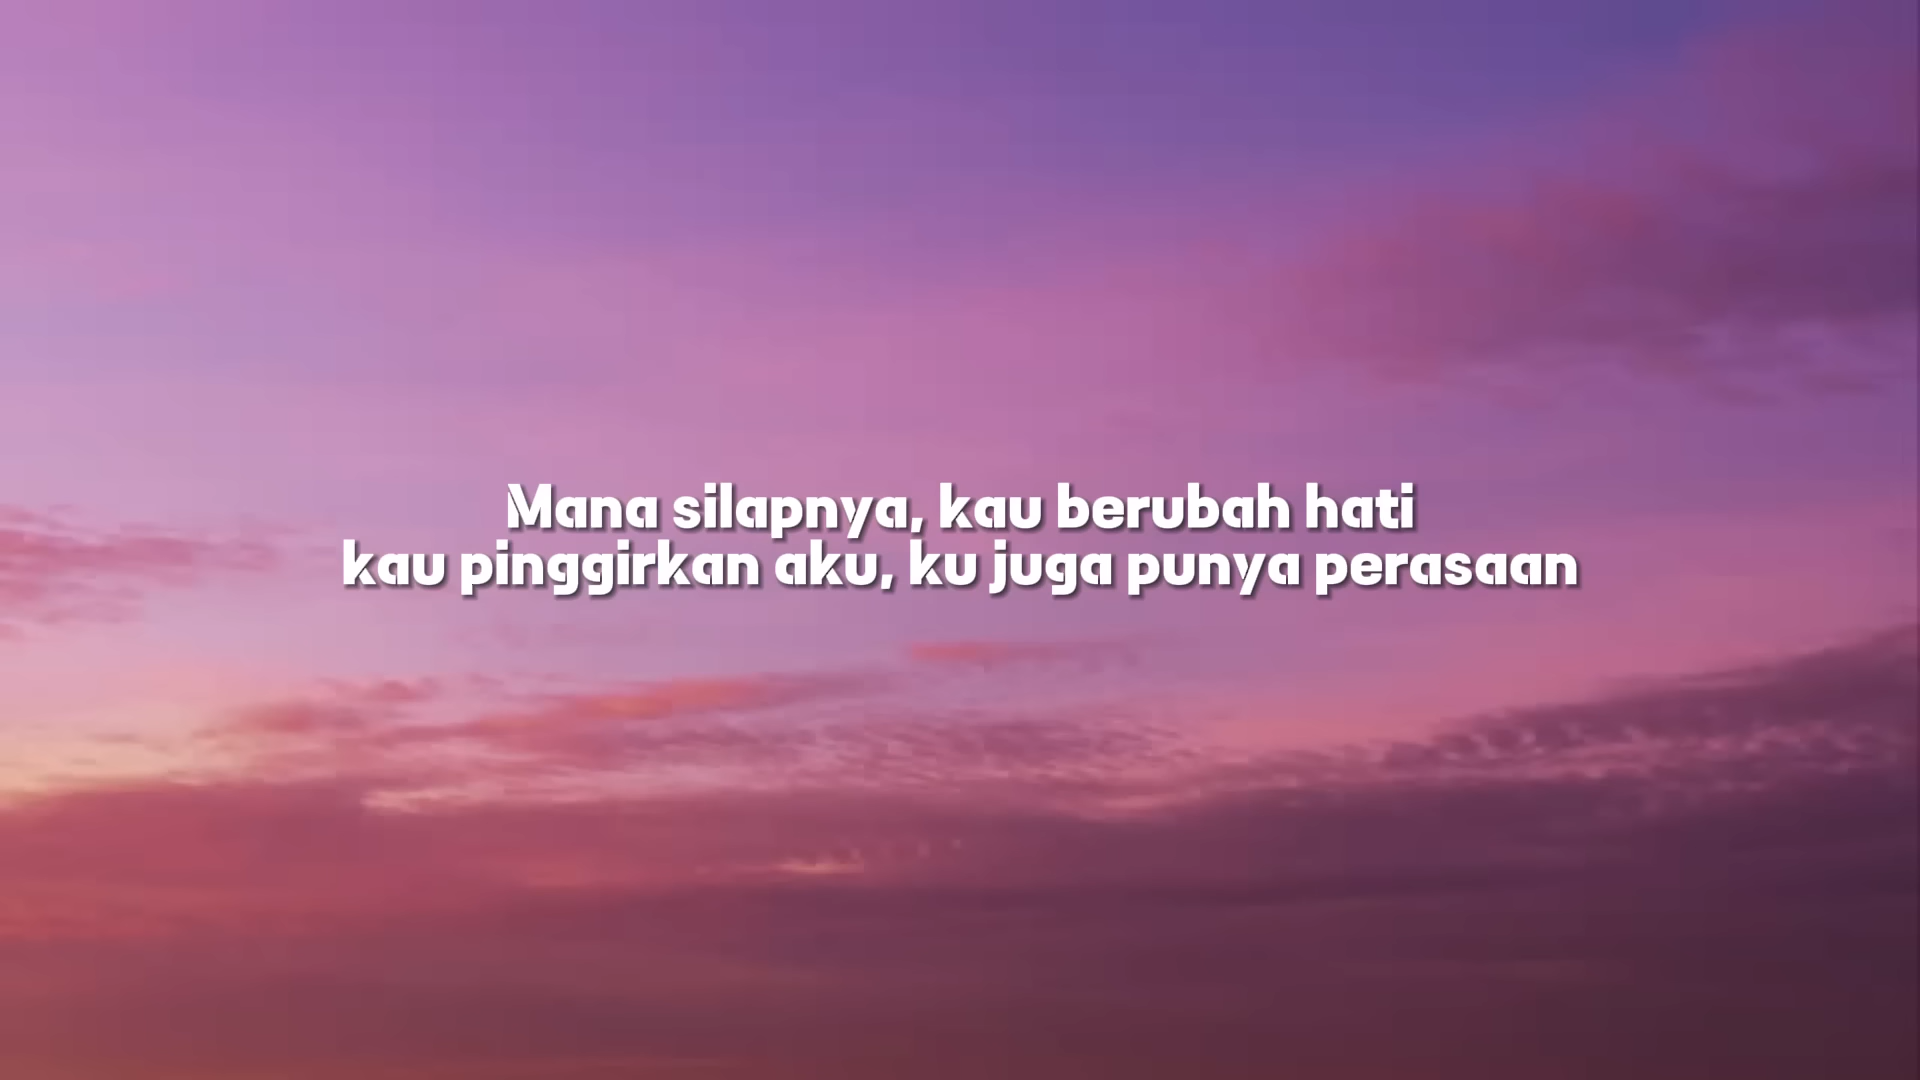 Mana silapnya, kau berubah hati
kau pinggirkan aku, ku juga punya perasaan